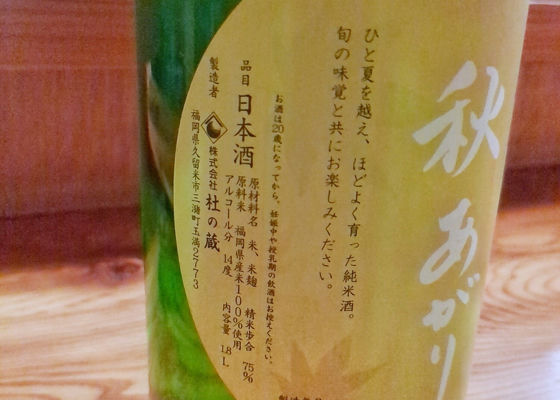 秋あがり
ひと夏を越え、ほどよく育った純米酒。
旬の味覚と共にお楽しみください。
お酒は20歳になってから。妊娠中や授乳期の飲酒はお控えください。
品目 日本酒
原材料名 米、米麹 精米歩合 75%
原料米 福岡県産米100%使用
アルコール分 14度 内容量 1.8L
製造者 株式会社 杜の蔵
福岡県久留米市三潴町玉満2773